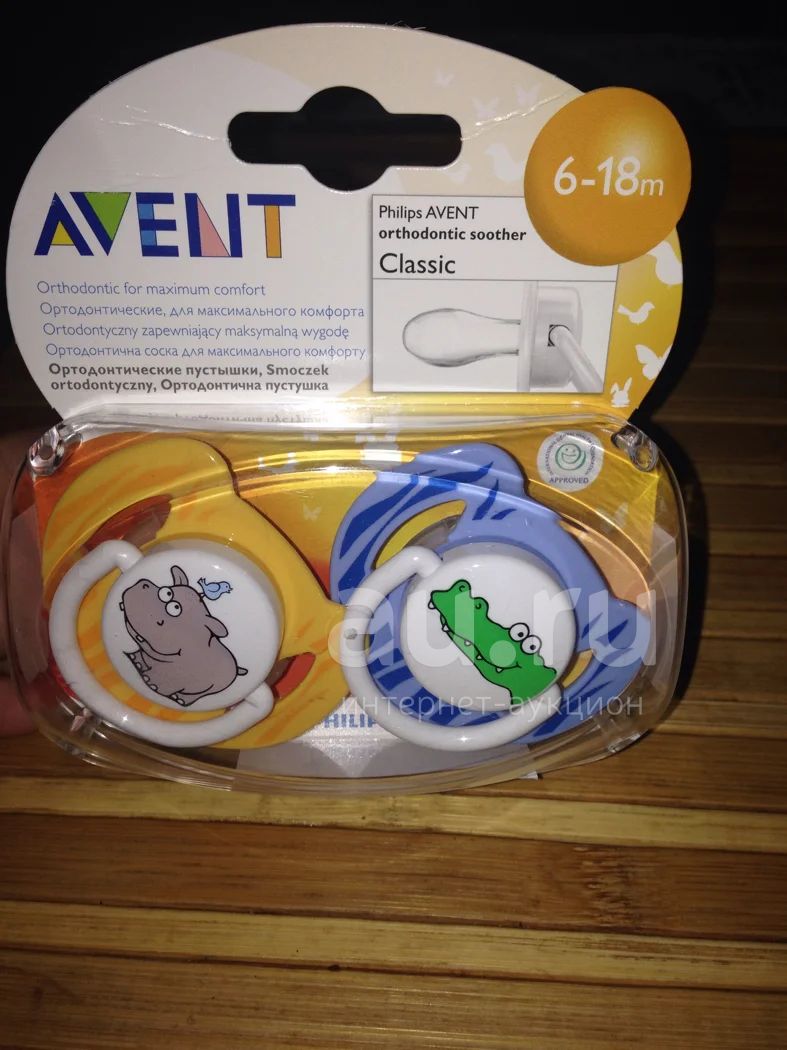 AVENT
6-18m
Philips AVENT
orthodontic soother
Classic
Orthodontic for maximum comfort
Ортодонтические, для максимального комфорта
Ortodontyczny zapewniający maksymalną wygodę
Ортодонтична соска для максимального комфорту
Ортодонтические пустышки, Smoczek
ortodontyczny, Ортодонтична пустушка
APPROVED
au.ru
интернет-аукцион